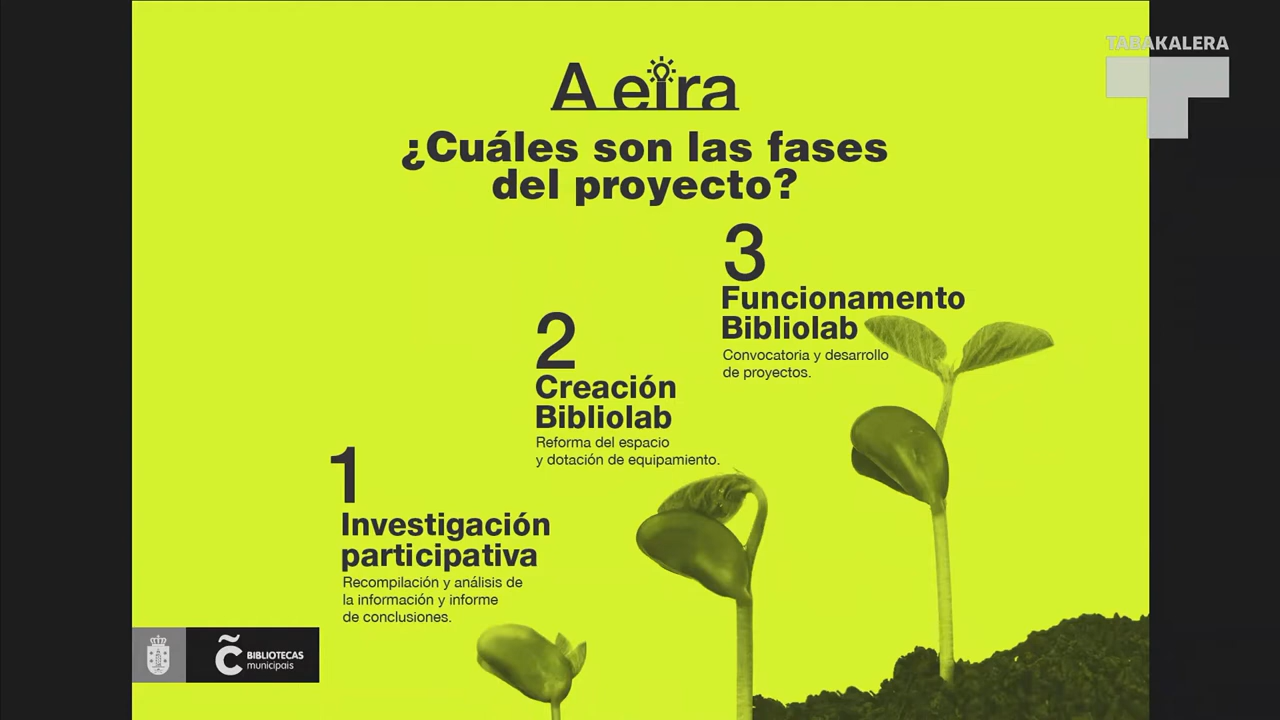 TABAKALERA
A eira
¿Cuáles son las fases
del proyecto?
3
Funcionamento
Bibliolab
Convocatoria y desarrollo
de proyectos.
2
Creación
Bibliolab
Reforma del espacio
y dotación de equipamiento.
1
Investigación
participativa
Recompilación y análisis de
la información y informe
de conclusiones.
BIBLIOTECAS
municipais